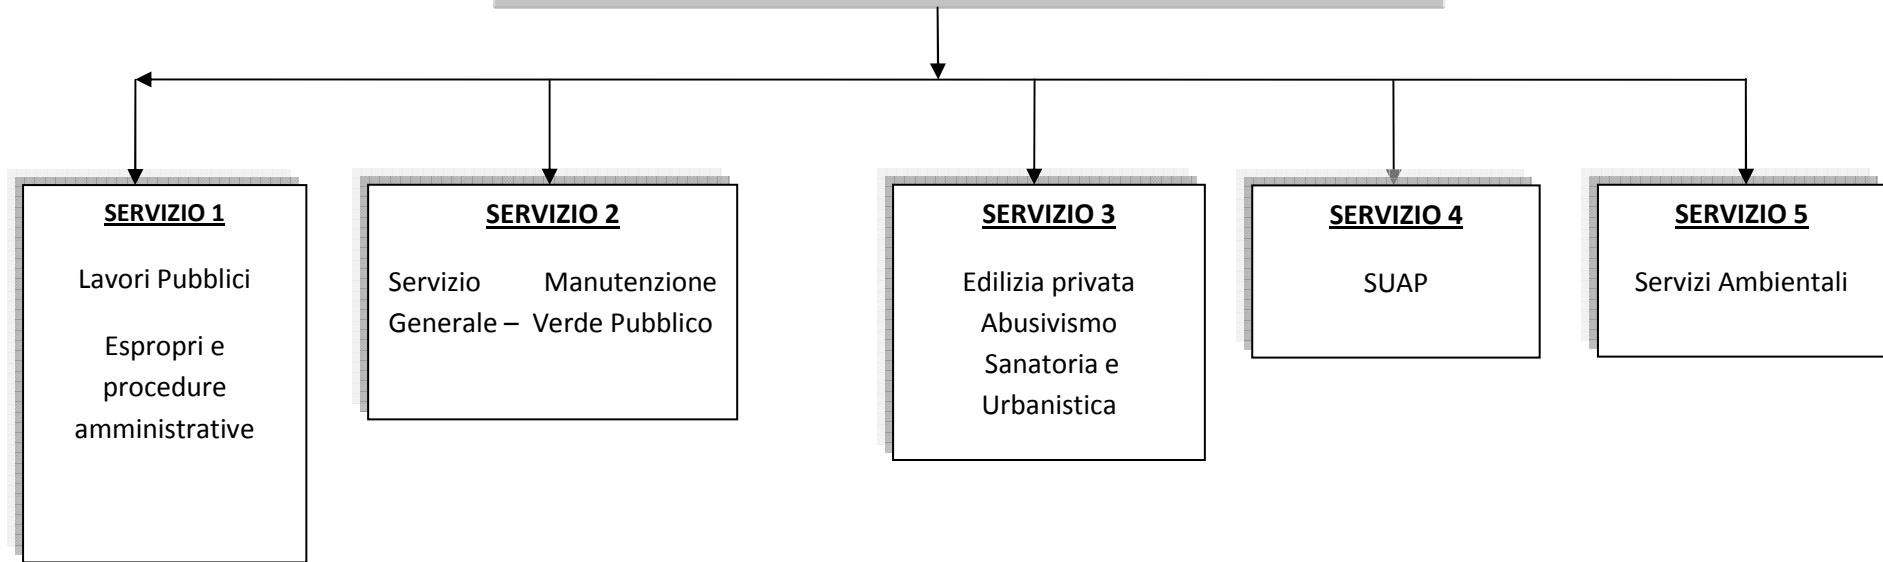 SERVIZIO 1
Lavori Pubblici
Espropri e
procedure
amministrative
SERVIZIO 2
Servizio Manutenzione
Generale – Verde Pubblico
SERVIZIO 3
Edilizia privata
Abusivismo
Sanatoria e
Urbanistica
SERVIZIO 4
SUAP
SERVIZIO 5
Servizi Ambientali